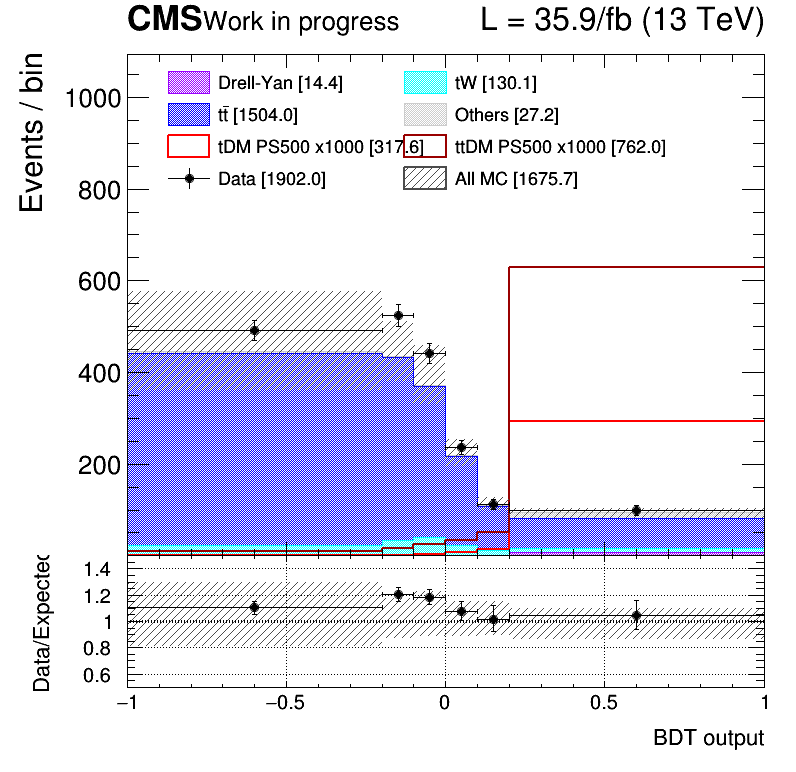 CMS Work in progress L = 35.9/fb (13 TeV)
Events / bin
Drell-Yan [14.4] tW [130.1]
tt̄ [1504.0] Others [27.2]
tDM PS500 x1000 [317.6] ttDM PS500 x1000 [762.0]
Data [1902.0] All MC [1675.7]
1000
800
600
400
200
Data/Expected
1.4
1.2
1
0.8
0.6
−1 −0.5 0 0.5 1
BDT output